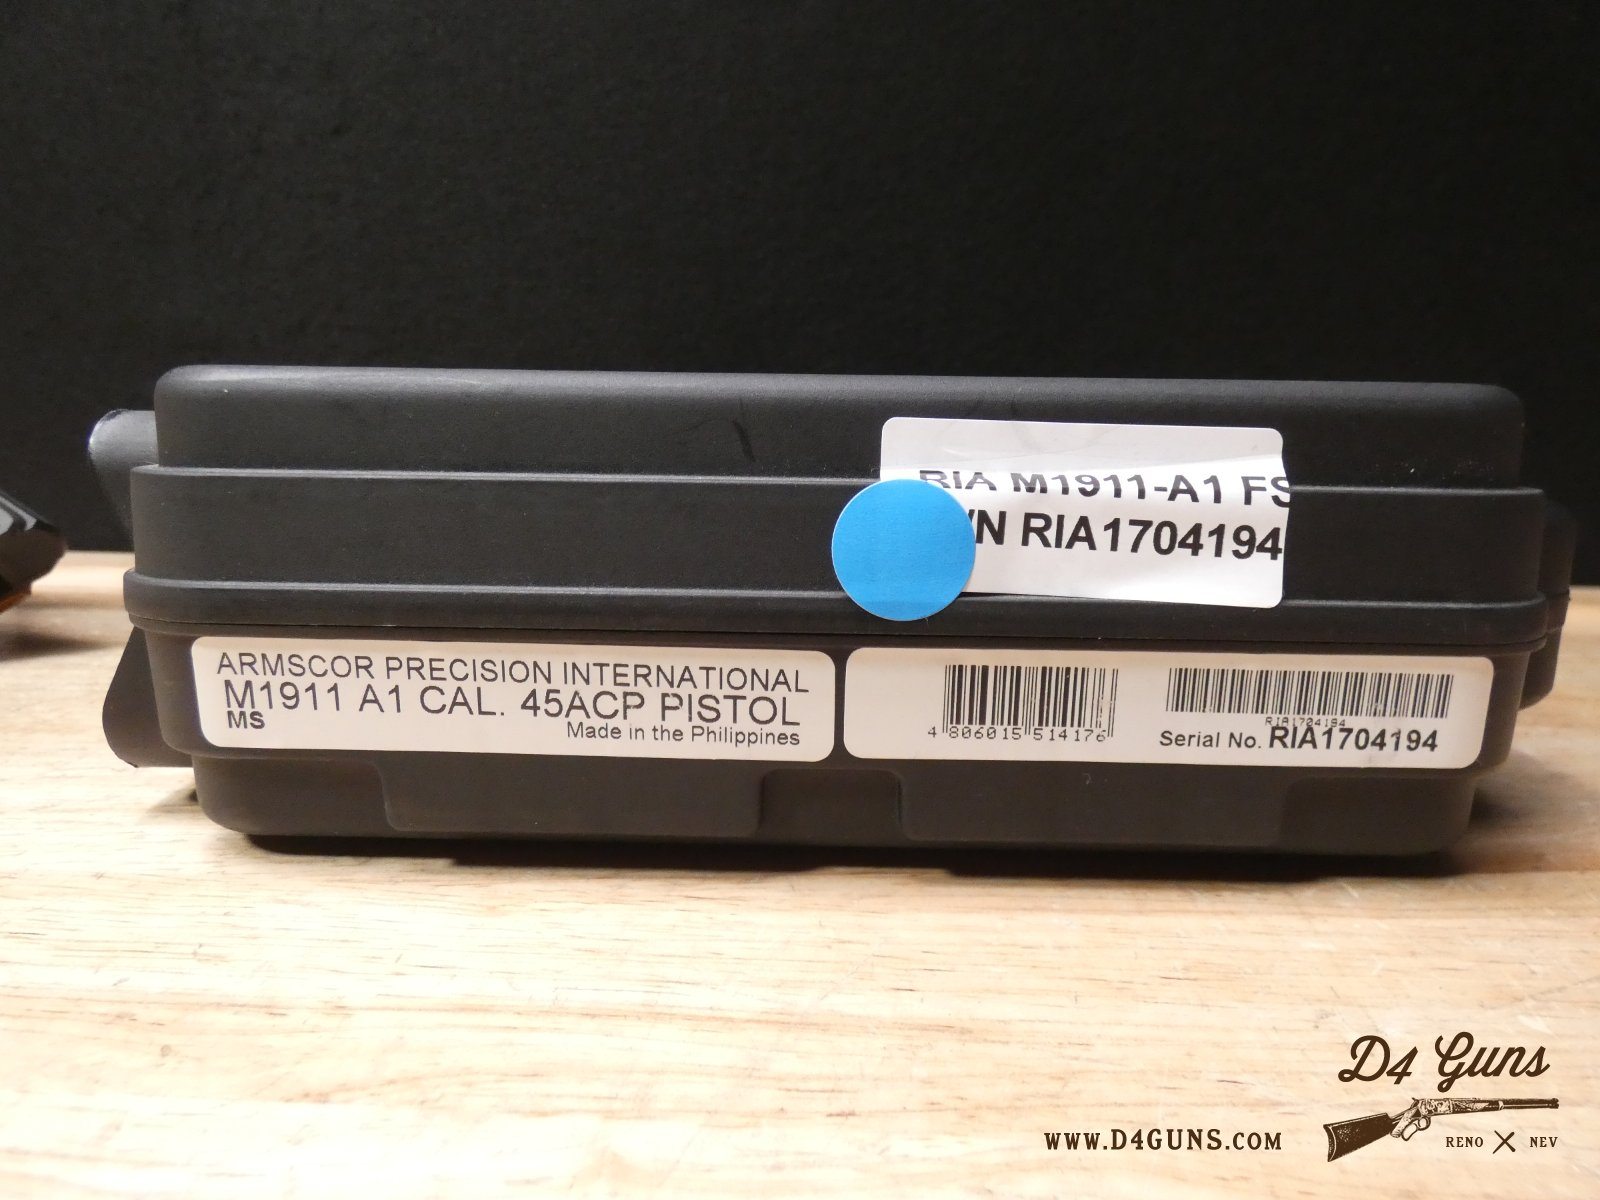 RIA M1911-A1 FS
/N RIA1704194
ARMSCOR PRECISION INTERNATIONAL
M1911 A1 CAL. 45ACP PISTOL
MS
Made in the Philippines
4 806015 514176
RIA1704194
Serial No. RIA1704194
D4 Guns
WWW.D4GUNS.COM
RENO NEV